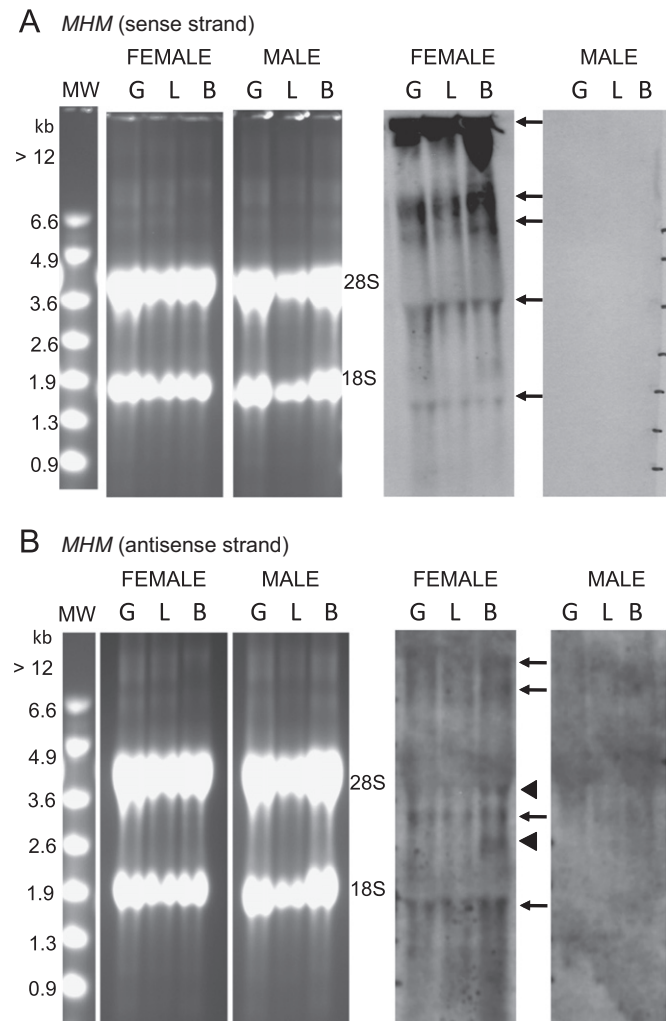 A MHM (sense strand)
FEMALE MALE FEMALE MALE
MW G L B G L B G L B G L B
kb
> 12
6.6
4.9
28S
3.6
2.6
1.9
18S
1.3
0.9
B MHM (antisense strand)
FEMALE MALE FEMALE MALE
MW G L B G L B G L B G L B
kb
> 12
6.6
4.9
28S
3.6
2.6
1.9
18S
1.3
0.9